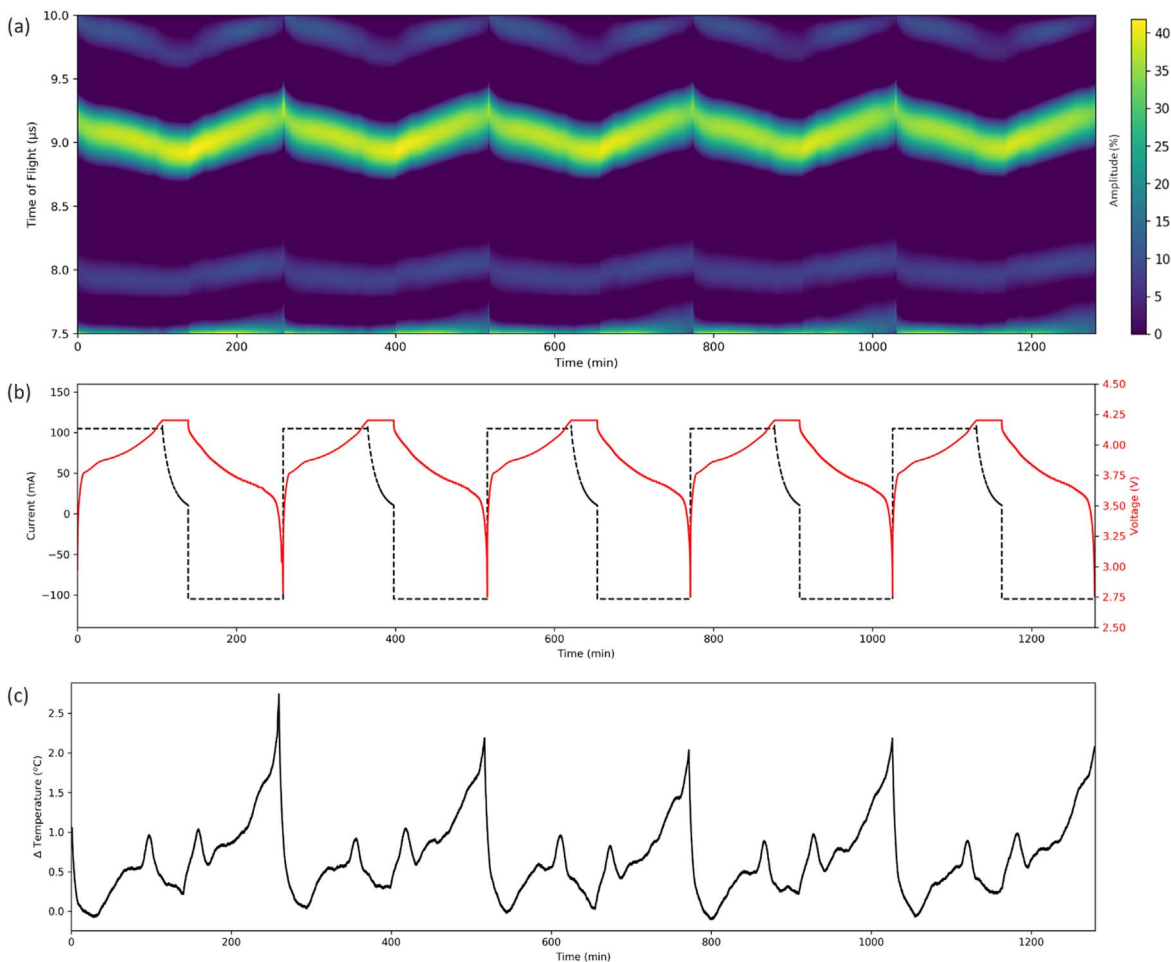 (a)
10.0
9.5
9.0
8.5
8.0
7.5
Time of Flight (µs)
0 200 400 600 800 1000 1200
Time (min)
40
35
30
25
20
15
10
5
0
Amplitude (%)
(b)
150
100
50
0
−50
−100
Current (mA)
4.50
4.25
4.00
3.75
3.50
3.25
3.00
2.75
2.50
Voltage (V)
0 200 400 600 800 1000 1200
Time (min)
(c)
2.5
2.0
1.5
1.0
0.5
0.0
Δ Temperature (°C)
0 200 400 600 800 1000 1200
Time (min)